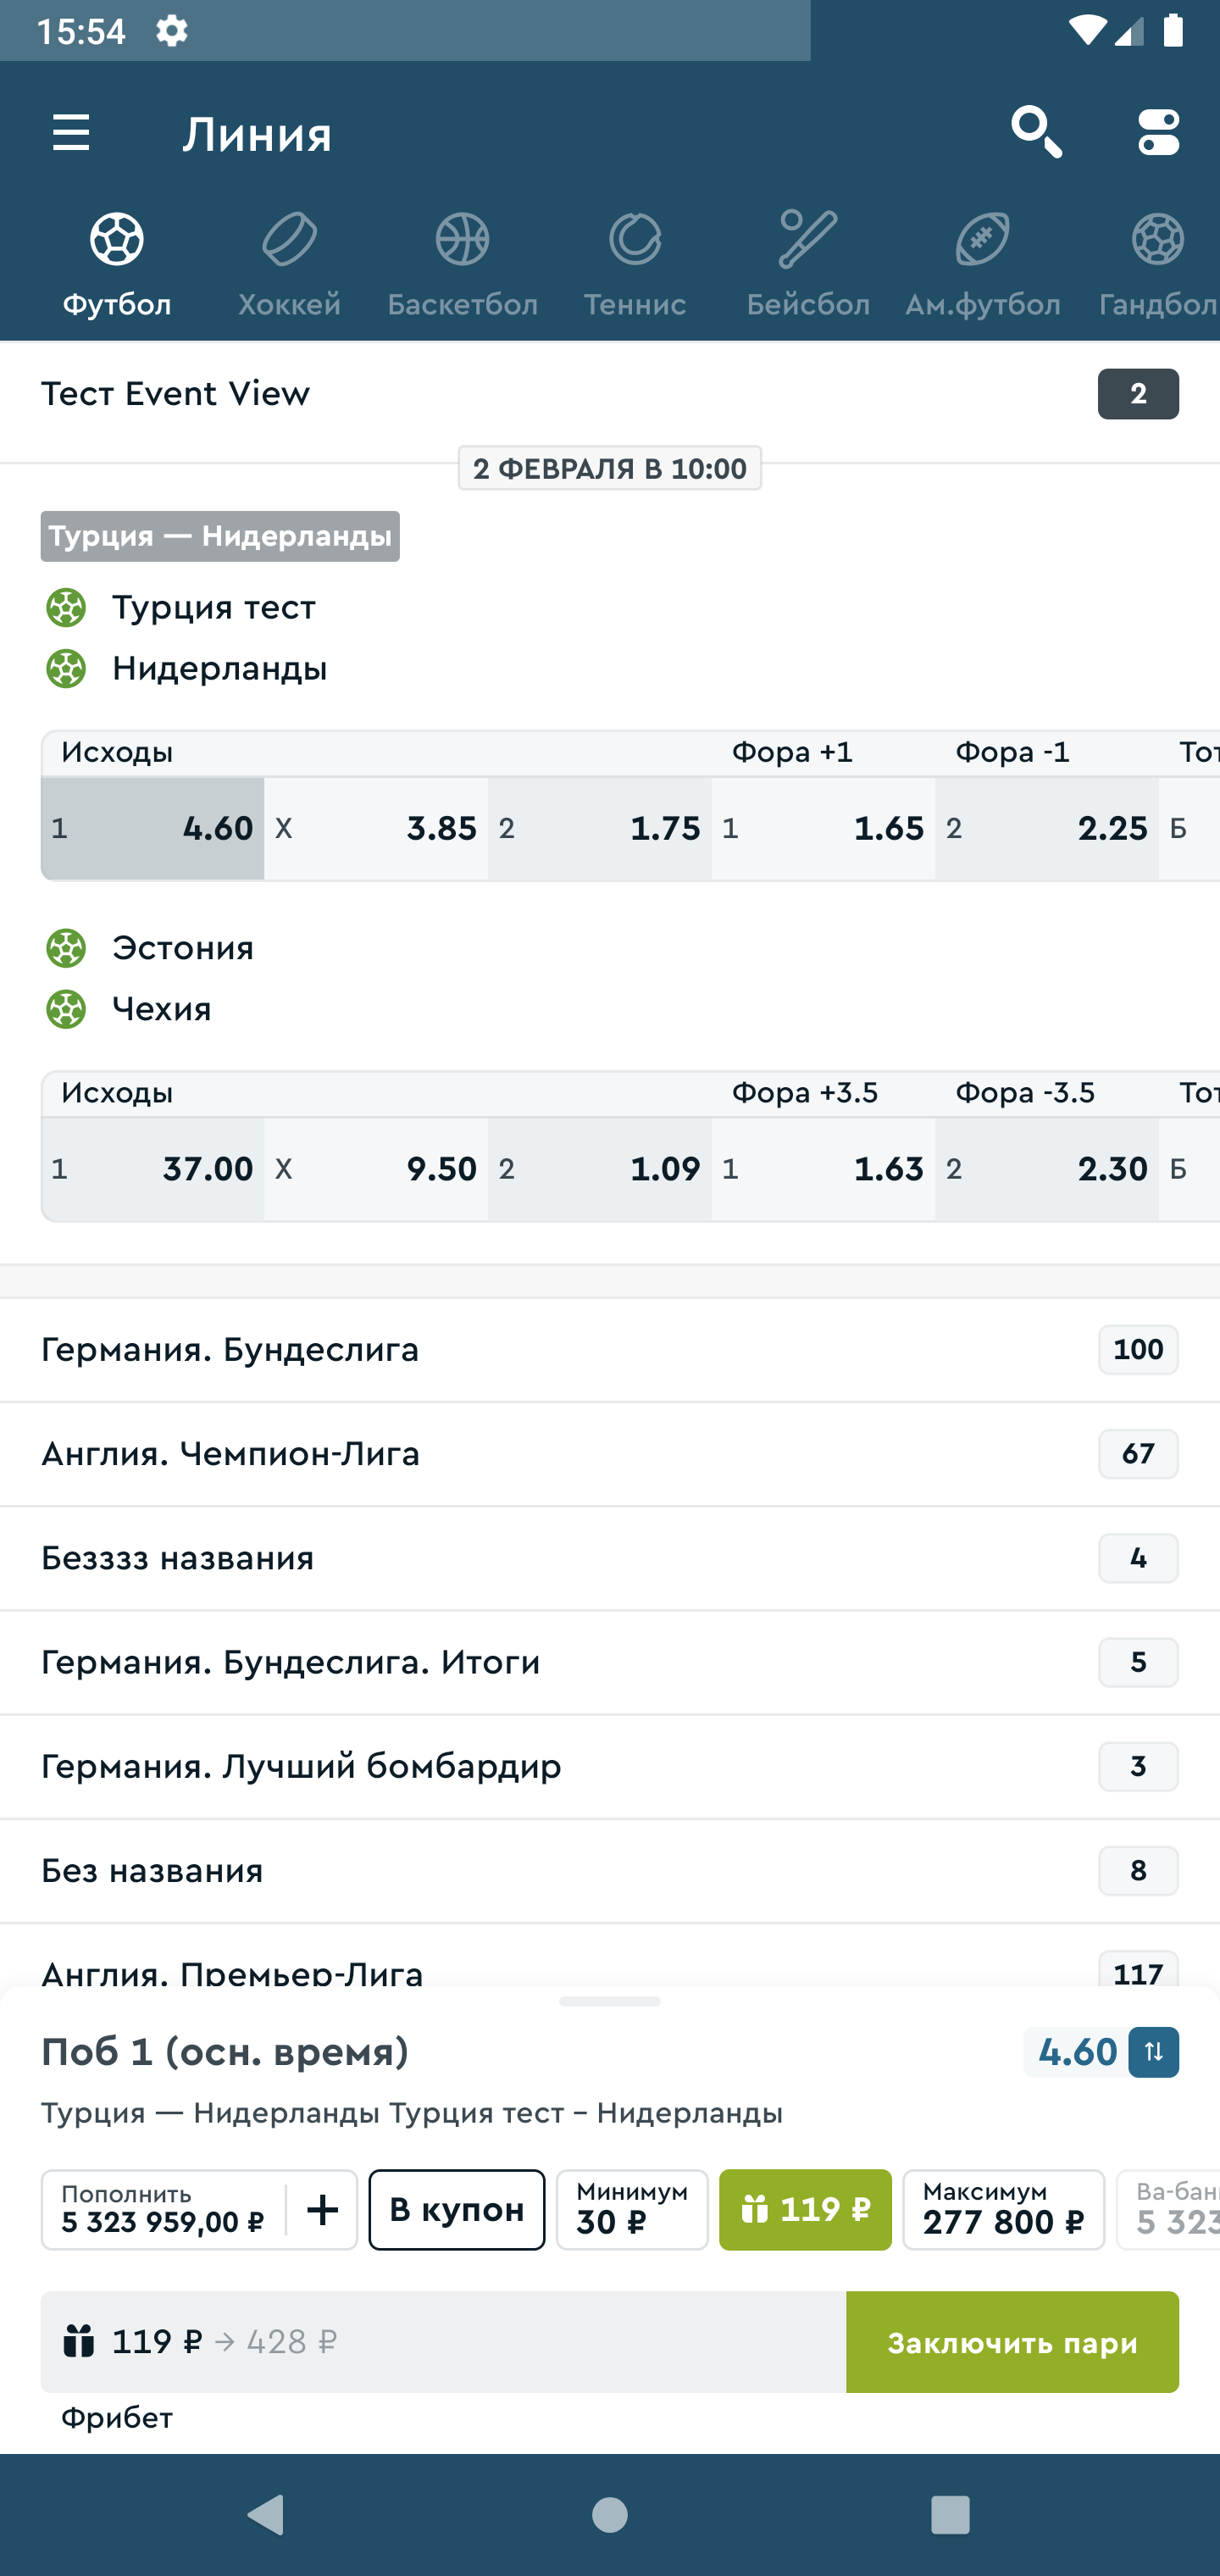 15:54
Линия
Футбол Хоккей Баскетбол Теннис Бейсбол Ам.футбол Гандбол
Тест Event View 2
2 ФЕВРАЛЯ В 10:00
Турция — Нидерланды
Турция тест
Нидерланды
Исходы Фора +1 Фора -1 Тот
1 4.60 X 3.85 2 1.75 1 1.65 2 2.25 Б
Эстония
Чехия
Исходы Фора +3.5 Фора -3.5 Тот
1 37.00 X 9.50 2 1.09 1 1.63 2 2.30 Б
Германия. Бундеслига 100
Англия. Чемпион-Лига 67
Безззз названия 4
Германия. Бундеслига. Итоги 5
Германия. Лучший бомбардир 3
Без названия 8
Англия. Премьер-Лига 117
Поб 1 (осн. время) 4.60
Турция — Нидерланды Турция тест – Нидерланды
Пополнить Минимум Максимум Ва-бан
5 323 959,00 ₽ + В купон 30 ₽ 119 ₽ 277 800 ₽ 5 323
119 ₽ → 428 ₽ Заключить пари
Фрибет